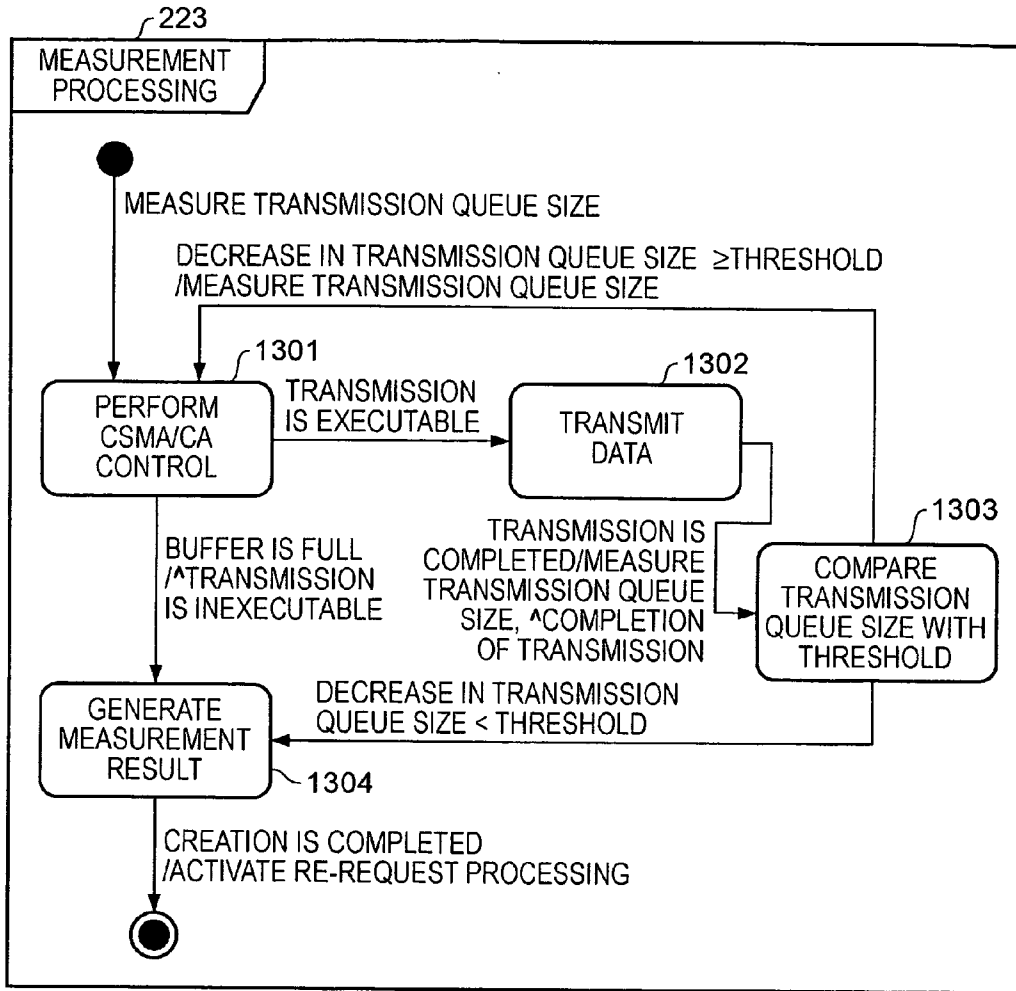 223
MEASUREMENT
PROCESSING
MEASURE TRANSMISSION QUEUE SIZE
DECREASE IN TRANSMISSION QUEUE SIZE ≥THRESHOLD
/MEASURE TRANSMISSION QUEUE SIZE
1301
PERFORM
CSMA/CA
CONTROL
TRANSMISSION
IS EXECUTABLE
1302
TRANSMIT
DATA
TRANSMISSION IS
COMPLETED/MEASURE
TRANSMISSION QUEUE
SIZE, ^COMPLETION
OF TRANSMISSION
1303
COMPARE
TRANSMISSION
QUEUE SIZE WITH
THRESHOLD
BUFFER IS FULL
/^TRANSMISSION
IS INEXECUTABLE
DECREASE IN TRANSMISSION
QUEUE SIZE < THRESHOLD
GENERATE
MEASUREMENT
RESULT
1304
CREATION IS COMPLETED
/ACTIVATE RE-REQUEST PROCESSING